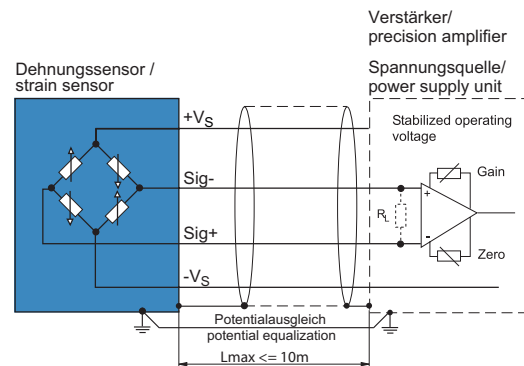 Verstärker/
precision amplifier
Dehnungssensor /
strain sensor
Spannungsquelle/
power supply unit
+VS
Stabilized operating
voltage
Sig-
Gain
+
RL
Sig+
-
Zero
-VS
Potentialausgleich
potential equalization
Lmax <= 10m